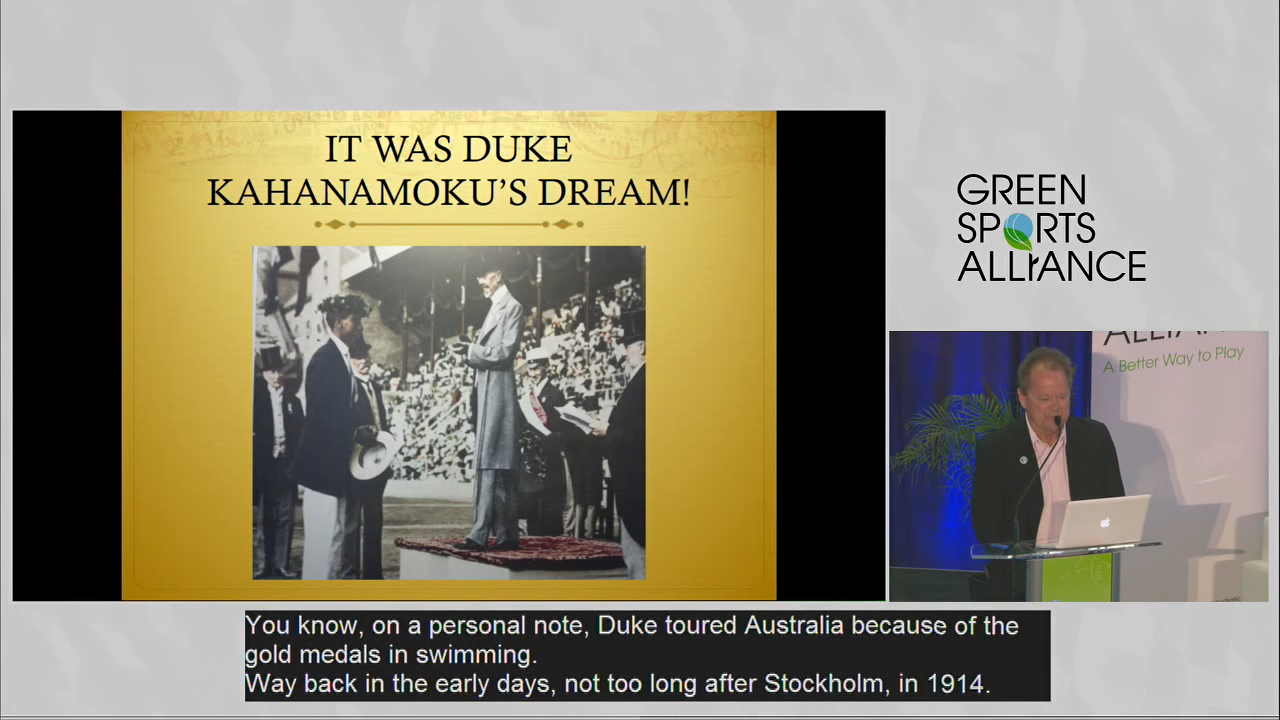 IT WAS DUKE
KAHANAMOKU'S DREAM!
GREEN
SPORTS
ALLIANCE
ALLIAN
A Better Way to Play
You know, on a personal note, Duke toured Australia because of the
gold medals in swimming.
Way back in the early days, not too long after Stockholm, in 1914.